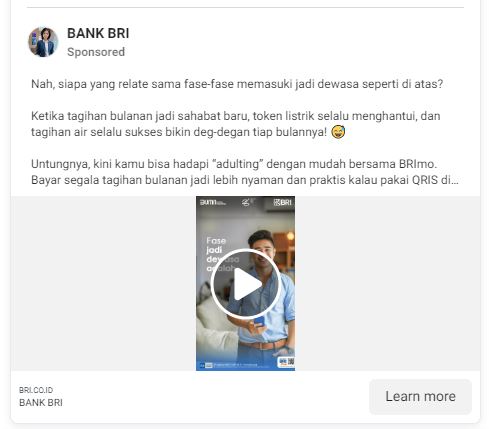 BANK BRI
Sponsored
Nah, siapa yang relate sama fase-fase memasuki jadi dewasa seperti di atas?
Ketika tagihan bulanan jadi sahabat baru, token listrik selalu menghantui, dan
tagihan air selalu sukses bikin deg-degan tiap bulannya! 😅
Untungnya, kini kamu bisa hadapi “adulting” dengan mudah bersama BRImo.
Bayar segala tagihan bulanan jadi lebih nyaman dan praktis kalau pakai QRIS di...
BUMN
BRI
Fase
jadi
dewasa
adalah
BRI.CO.ID
BANK BRI
Learn more